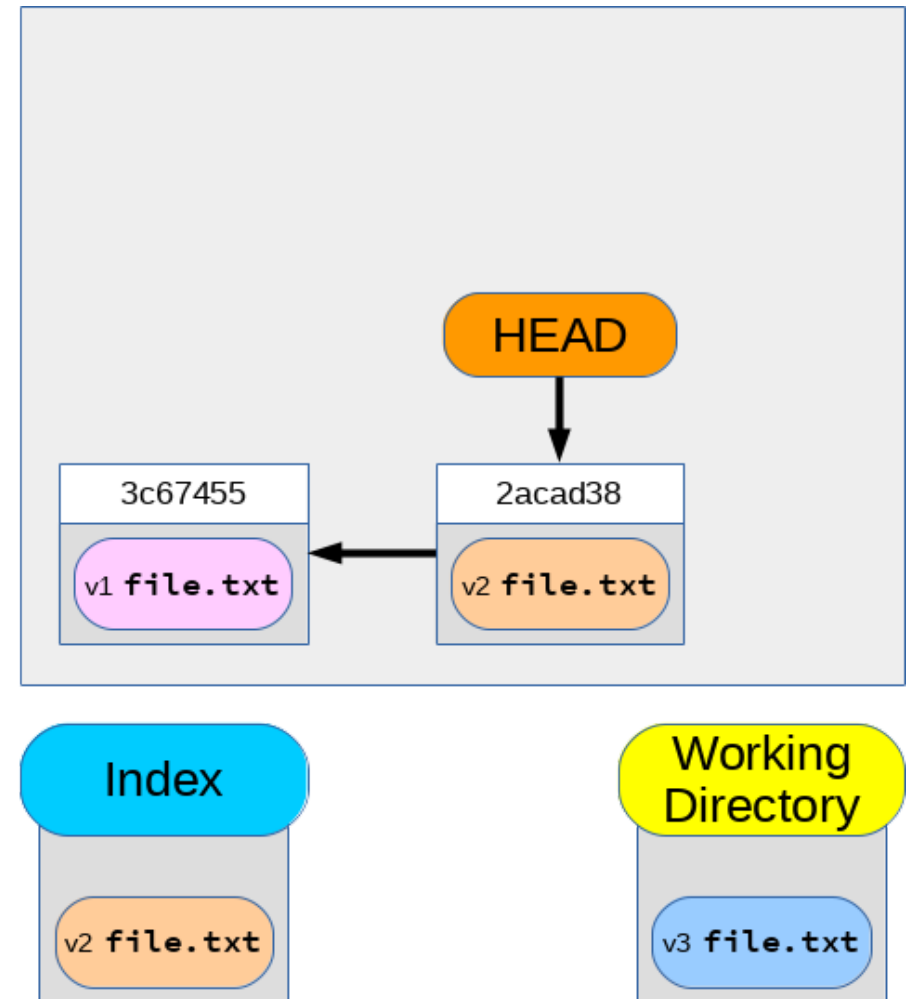 HEAD
3c67455
2acad38
v1 file.txt
v2 file.txt
Index
Working
Directory
v2 file.txt
v3 file.txt